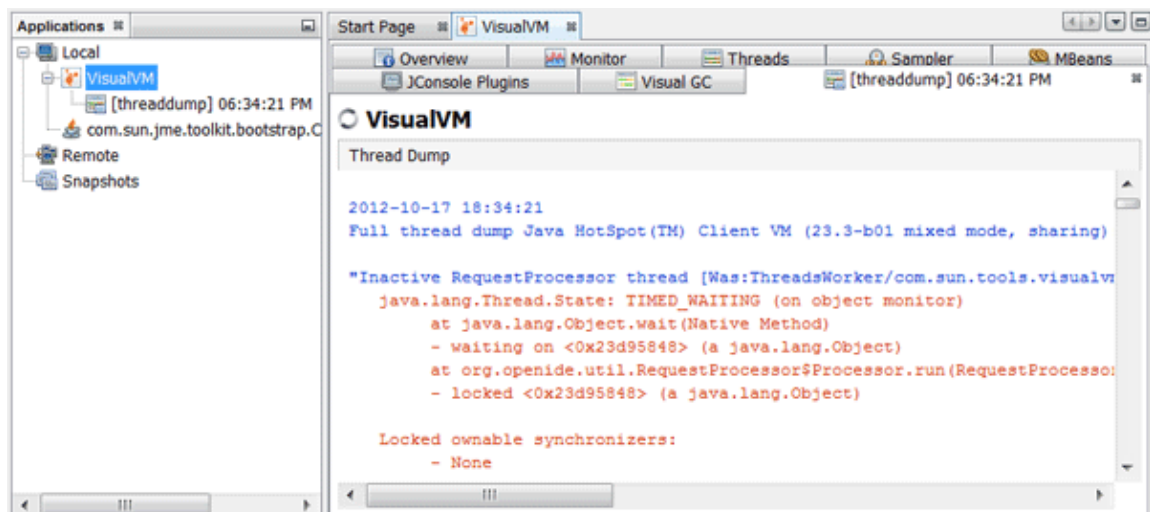 Applications
Local
VisualVM
[threaddump] 06:34:21 PM
com.sun.jme.toolkit.bootstrap.C
Remote
Snapshots
Start Page VisualVM
Overview Monitor Threads Sampler MBeans
JConsole Plugins Visual GC [threaddump] 06:34:21 PM
VisualVM
Thread Dump
2012-10-17 18:34:21
Full thread dump Java HotSpot(TM) Client VM (23.3-b01 mixed mode, sharing)
"Inactive RequestProcessor thread [Was:ThreadsWorker/com.sun.tools.visualvm
java.lang.Thread.State: TIMED_WAITING (on object monitor)
at java.lang.Object.wait(Native Method)
- waiting on <0x23d95848> (a java.lang.Object)
at org.openide.util.RequestProcessor$Processor.run(RequestProcessor
- locked <0x23d95848> (a java.lang.Object)
Locked ownable synchronizers:
- None